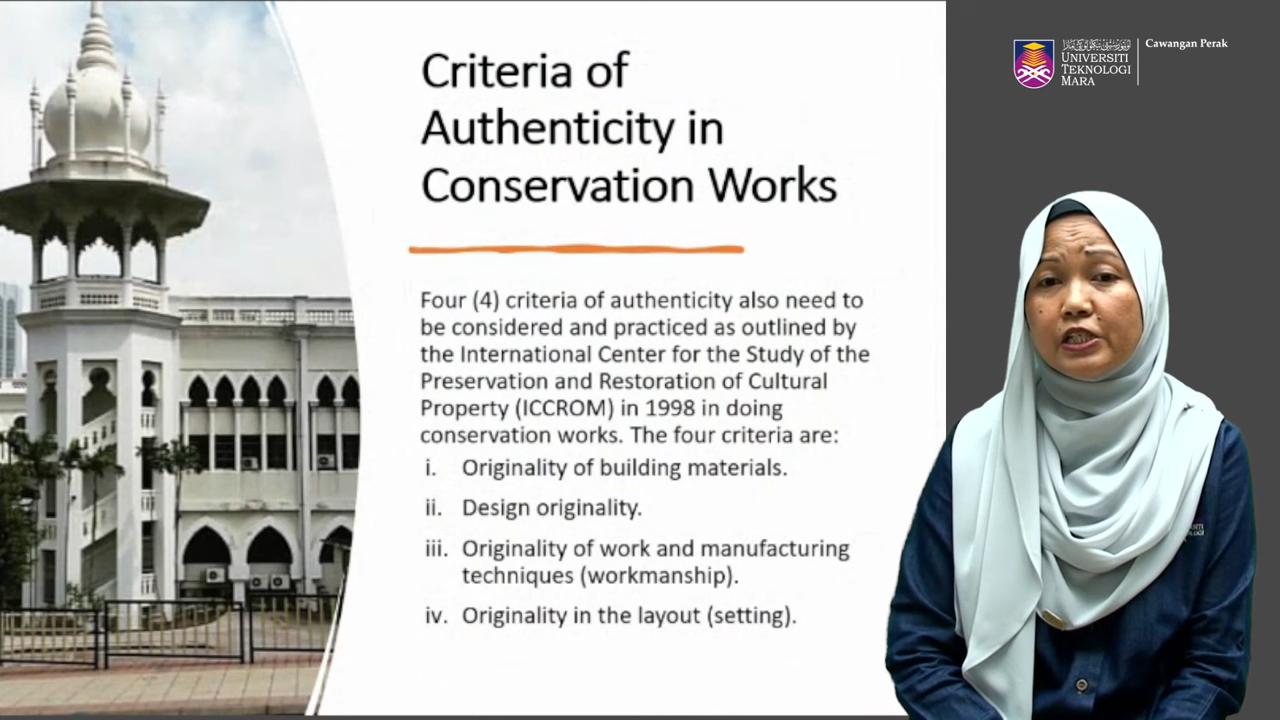 Criteria of
Authenticity in
Conservation Works
Four (4) criteria of authenticity also need to
be considered and practiced as outlined by
the International Center for the Study of the
Preservation and Restoration of Cultural
Property (ICCROM) in 1998 in doing
conservation works. The four criteria are:
i. Originality of building materials.
ii. Design originality.
iii. Originality of work and manufacturing
techniques (workmanship).
iv. Originality in the layout (setting).
UNIVERSITI
TEKNOLOGI
MARA
Cawangan Perak